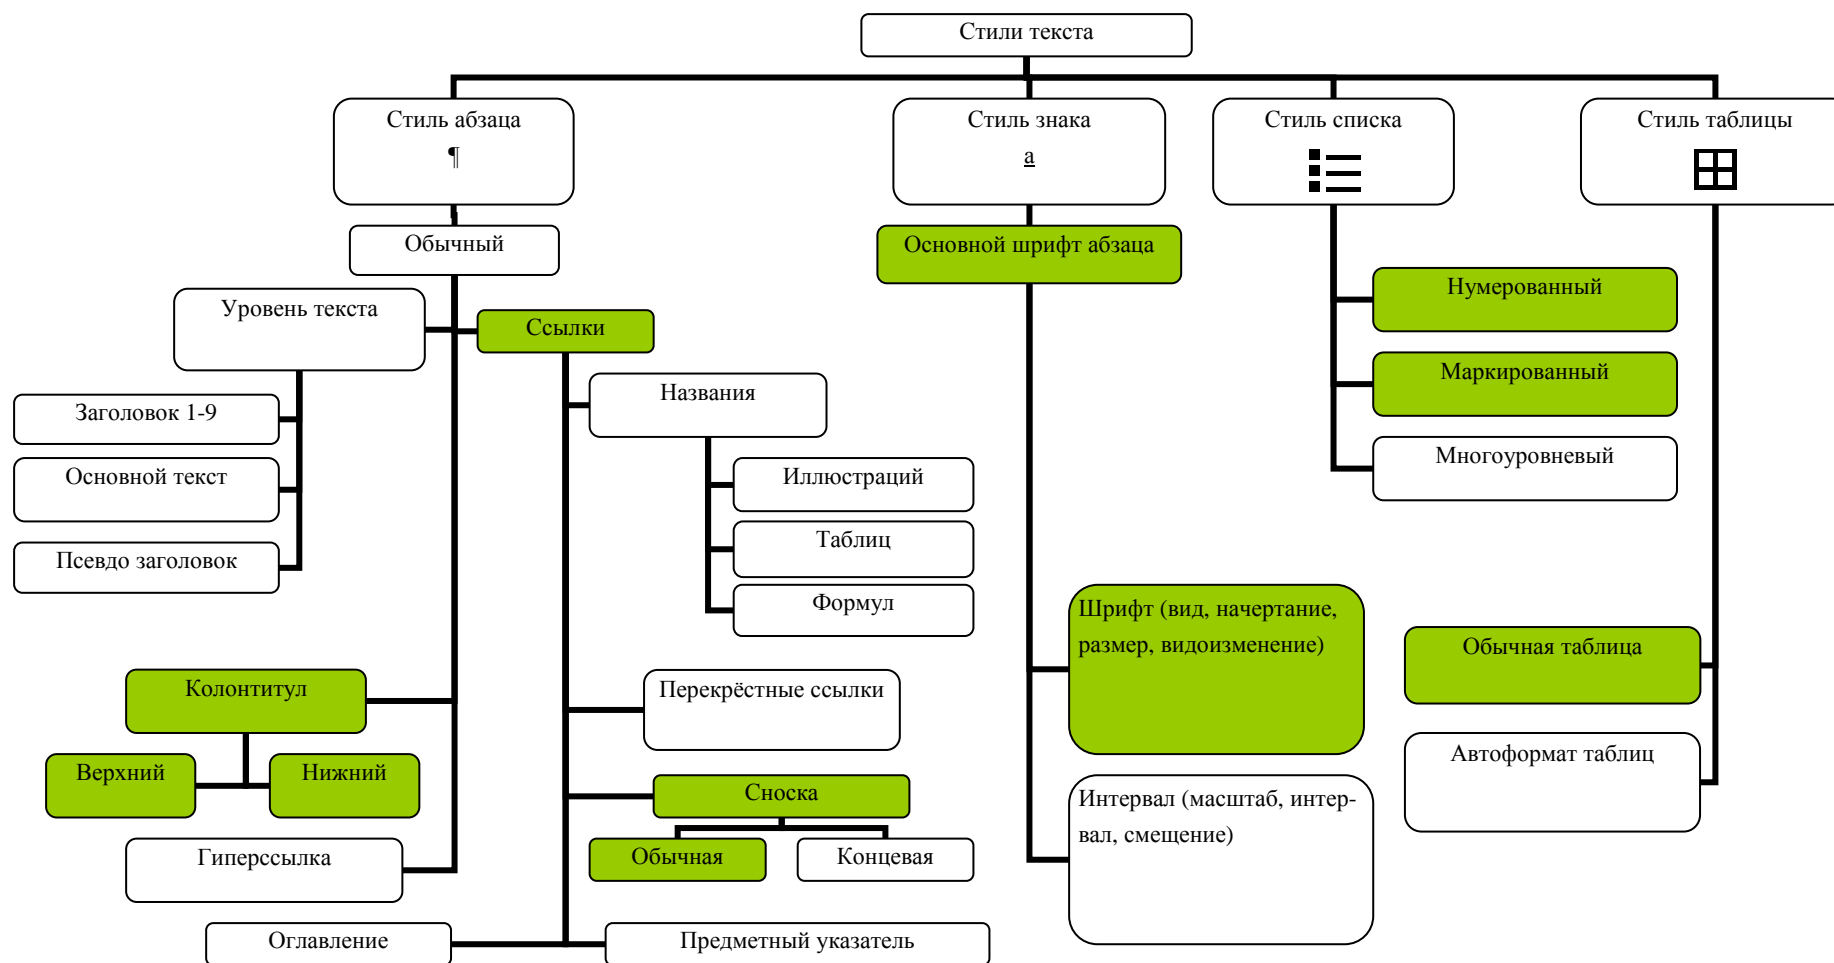 Стили текста
Стиль абзаца
¶
Стиль знака
а
Стиль списка
Стиль таблицы
Обычный
Основной шрифт абзаца
Уровень текста
Ссылки
Нумерованный
Названия
Маркированный
Заголовок 1-9
Основной текст
Иллюстраций
Многоуровневый
Псевдо заголовок
Таблиц
Формул
Шрифт (вид, начертание,
размер, видоизменение)
Обычная таблица
Колонтитул
Перекрёстные ссылки
Верхний
Нижний
Автоформат таблиц
Сноска
Интервал (масштаб, интер-
вал, смещение)
Гиперссылка
Обычная
Концевая
Оглавление
Предметный указатель